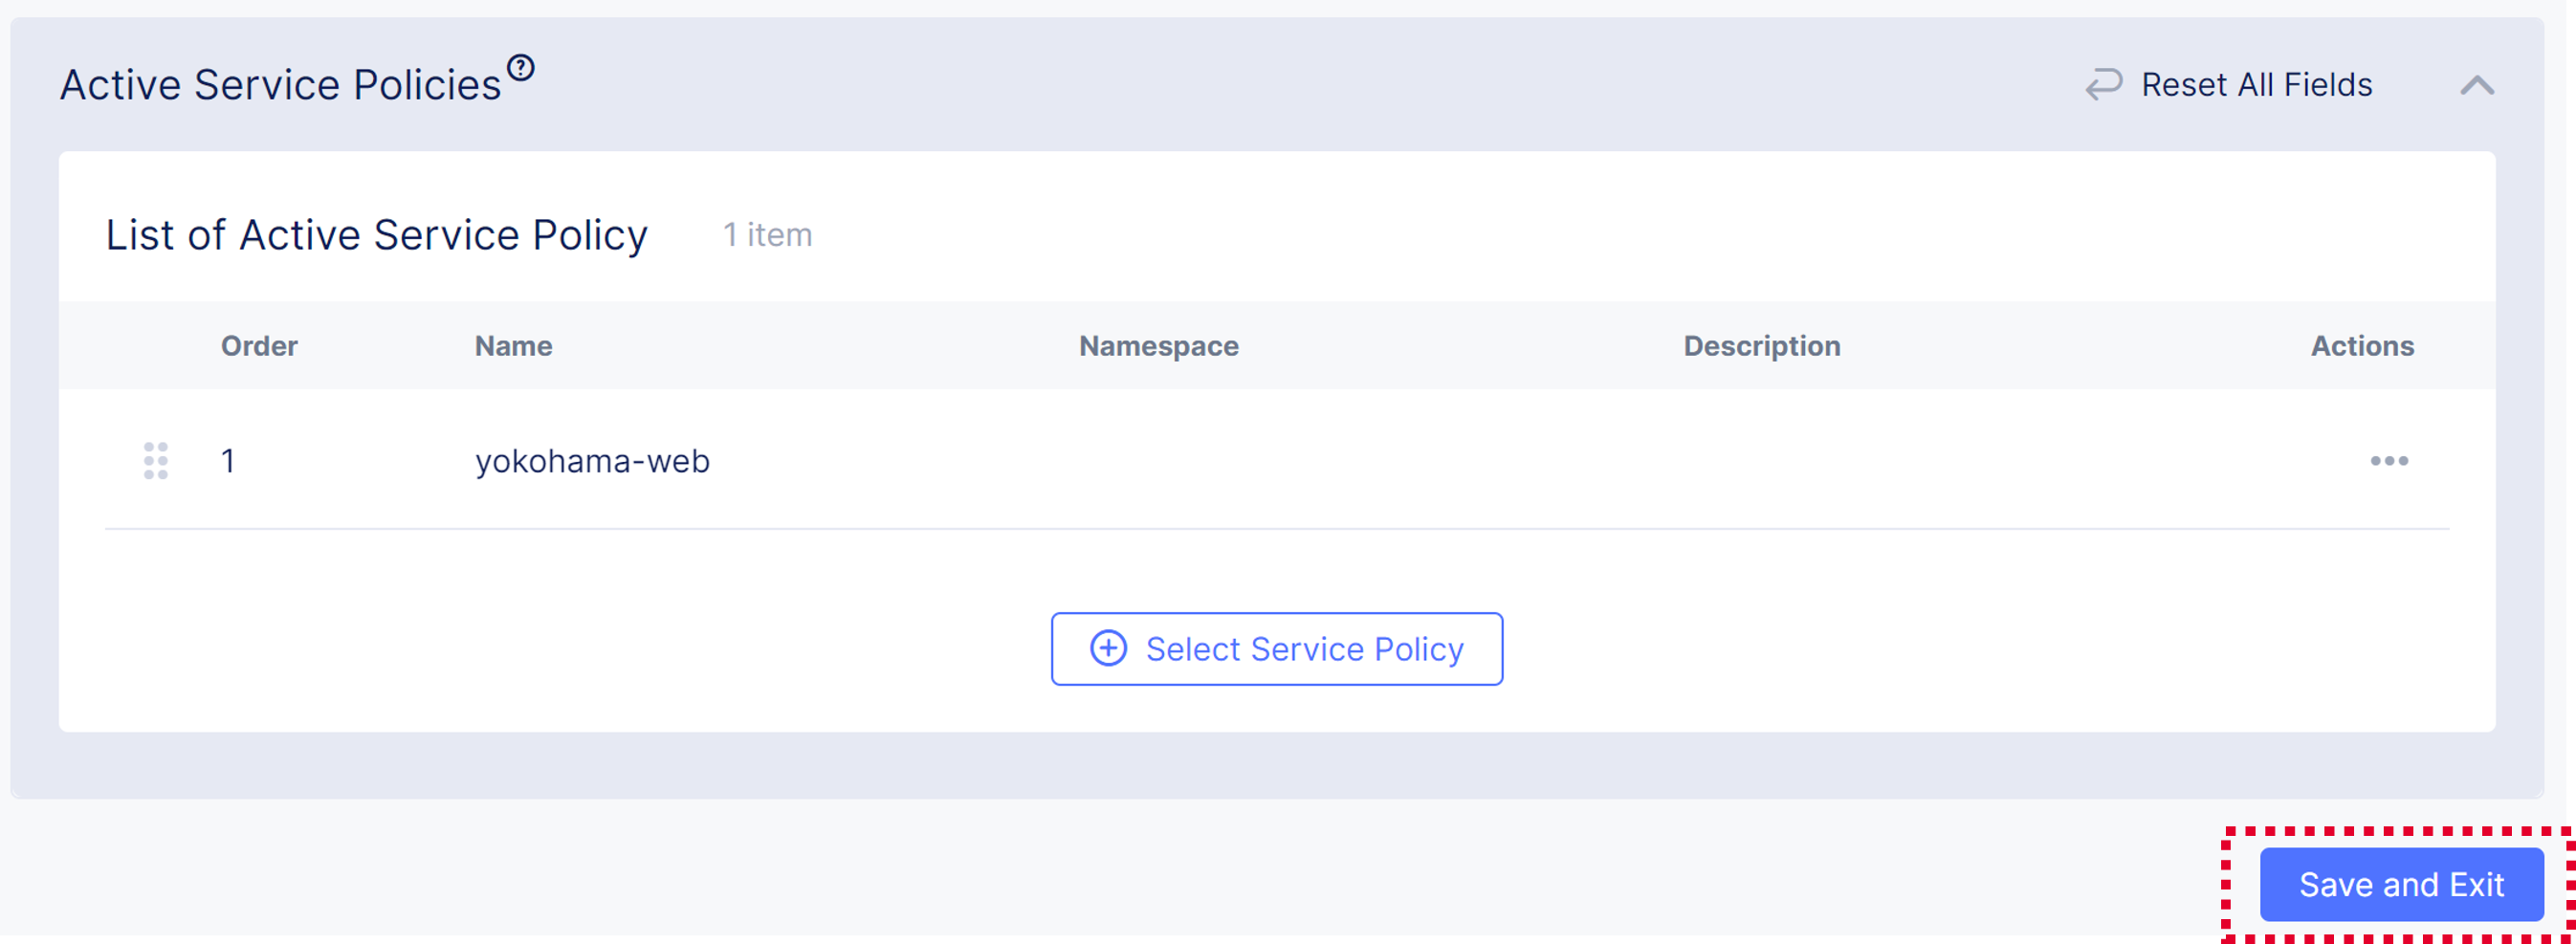 Active Service Policies
Reset All Fields
List of Active Service Policy 1 item
Order Name Namespace Description Actions
1 yokohama-web
Select Service Policy
Save and Exit